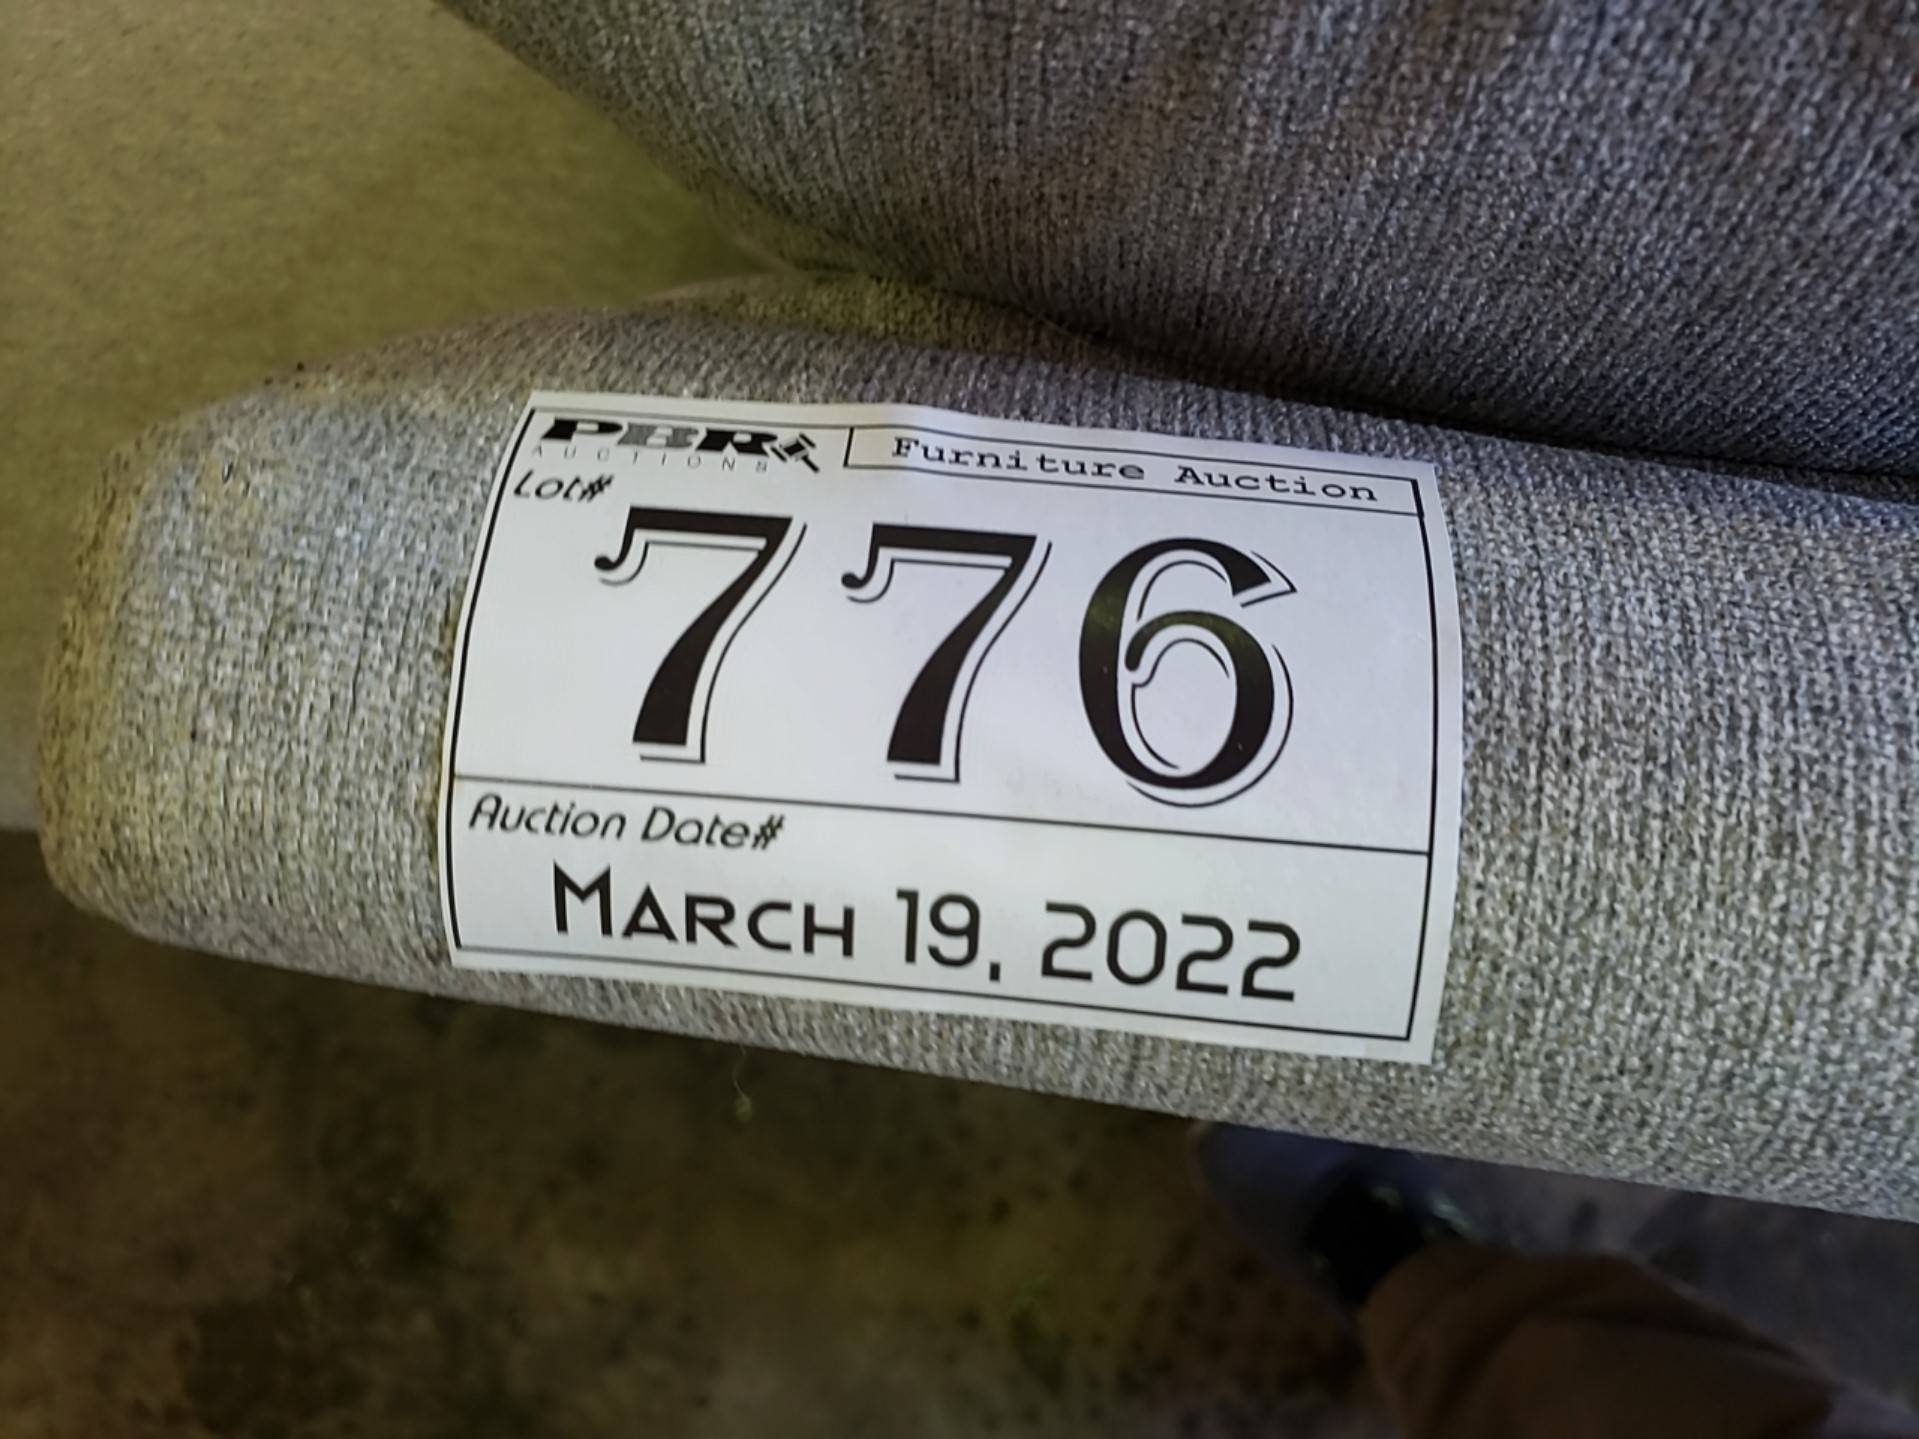 PBR
AUCTIONS
Furniture Auction
Lot#
776
Auction Date#
MARCH 19, 2022